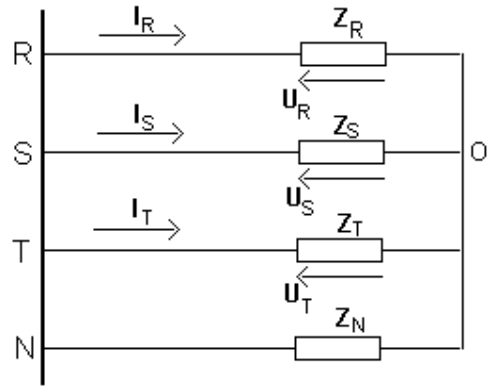 I_R Z_R
R
U_R
I_S Z_S
S O
U_S
I_T Z_T
T
U_T
Z_N
N